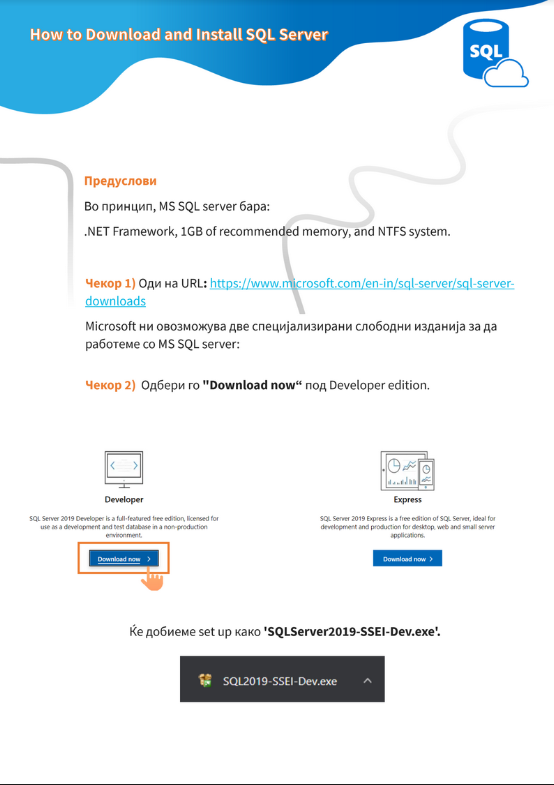 How to Download and Install SQL Server
SQL
Предуслови
Во принцип, MS SQL server бара:
.NET Framework, 1GB of recommended memory, and NTFS system.
Чекор 1) Оди на URL: https://www.microsoft.com/en-in/sql-server/sql-server-
downloads
Microsoft ни овозможува две специјализирани слободни изданија за да
работеме со MS SQL server:
Чекор 2) Одбери го "Download now“ под Developer edition.
Developer
SQL Server 2019 Developer is a full-featured free edition, licensed for
use as a development and test database in a non-production
environment.
Download now
Express
SQL Server 2019 Express is a free edition of SQL Server, ideal for
development and production for desktop, web and small server
applications.
Download now
Ќе добиеме set up како 'SQLServer2019-SSEI-Dev.exe'.
SQL2019-SSEI-Dev.exe